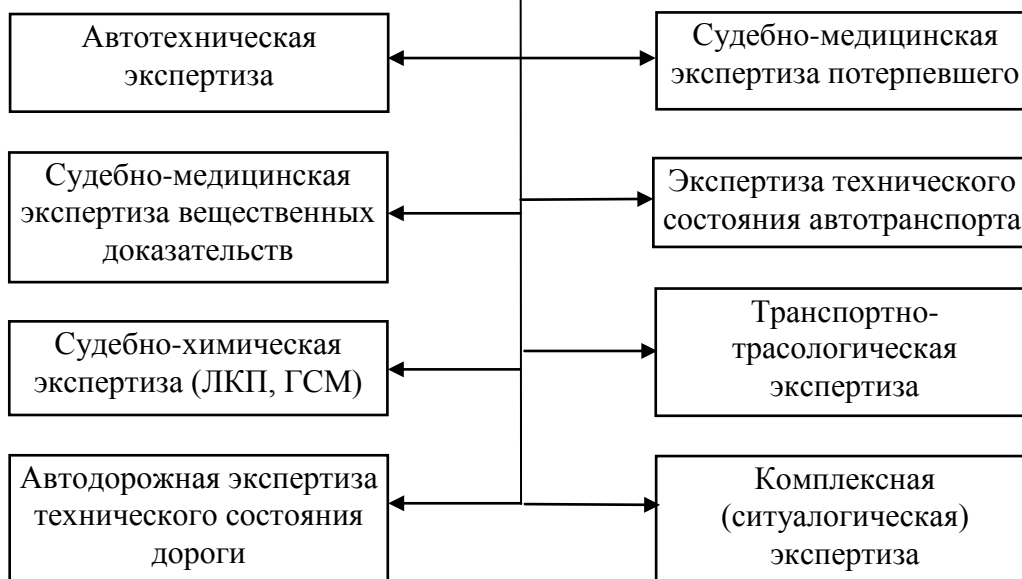 Автотехническая
экспертиза
Судебно-медицинская
экспертиза потерпевшего
Судебно-медицинская
экспертиза вещественных
доказательств
Экспертиза технического
состояния автотранспорта
Судебно-химическая
экспертиза (ЛКП, ГСМ)
Транспортно-
трасологическая
экспертиза
Автодорожная экспертиза
технического состояния
дороги
Комплексная
(ситуалогическая)
экспертиза